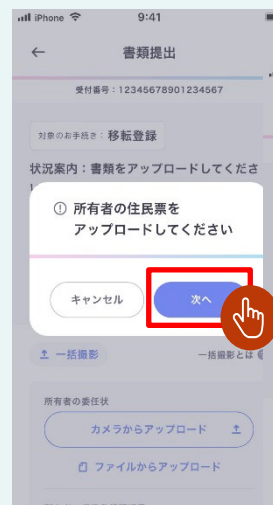 iPhone
9:41
書類提出
受付番号：12345678901234567
対象のお手続き：移転登録
状況案内：書類をアップロードしてくださ
所有者の住民票を
アップロードしてください
キャンセル
次へ
一括撮影
一括撮影とは
所有者の委任状
カメラからアップロード
ファイルからアップロード